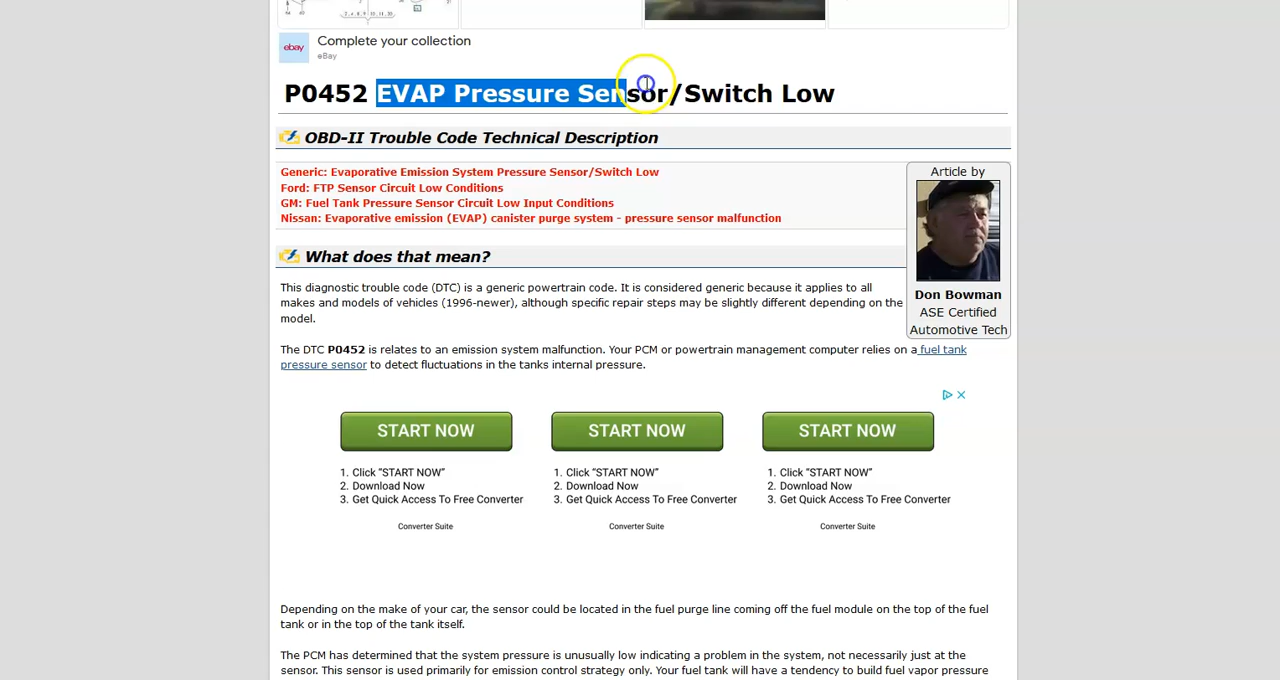 2, 4, 8, 9, 10, 11, 20
ebay
Complete your collection
eBay
P0452 EVAP Pressure Sensor/Switch Low
OBD-II Trouble Code Technical Description
Generic: Evaporative Emission System Pressure Sensor/Switch Low
Ford: FTP Sensor Circuit Low Conditions
GM: Fuel Tank Pressure Sensor Circuit Low Input Conditions
Nissan: Evaporative emission (EVAP) canister purge system - pressure sensor malfunction
Article by
Don Bowman
ASE Certified
Automotive Tech
What does that mean?
This diagnostic trouble code (DTC) is a generic powertrain code. It is considered generic because it applies to all
makes and models of vehicles (1996-newer), although specific repair steps may be slightly different depending on the
model.
The DTC P0452 is relates to an emission system malfunction. Your PCM or powertrain management computer relies on a fuel tank
pressure sensor to detect fluctuations in the tanks internal pressure.
START NOW
1. Click “START NOW”
2. Download Now
3. Get Quick Access To Free Converter
Converter Suite
START NOW
1. Click “START NOW”
2. Download Now
3. Get Quick Access To Free Converter
Converter Suite
START NOW
1. Click “START NOW”
2. Download Now
3. Get Quick Access To Free Converter
Converter Suite
Depending on the make of your car, the sensor could be located in the fuel purge line coming off the fuel module on the top of the fuel
tank or in the top of the tank itself.
The PCM has determined that the system pressure is unusually low indicating a problem in the system, not necessarily just at the
sensor. This sensor is used primarily for emission control strategy only. Your fuel tank will have a tendency to build fuel vapor pressure